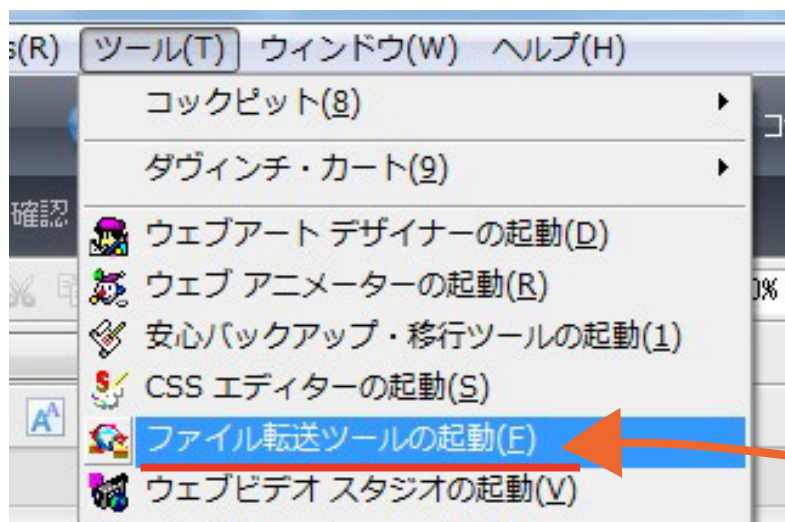 (R) ツール(T) ウィンドウ(W) ヘルプ(H)
コックピット(8)
ダヴィンチ・カート(9)
確認
ウェブアート デザイナーの起動(D)
ウェブ アニメーターの起動(R)
0%
安心バックアップ・移行ツールの起動(1)
CSS エディターの起動(S)
ファイル転送ツールの起動(F)
ウェブビデオ スタジオの起動(V)